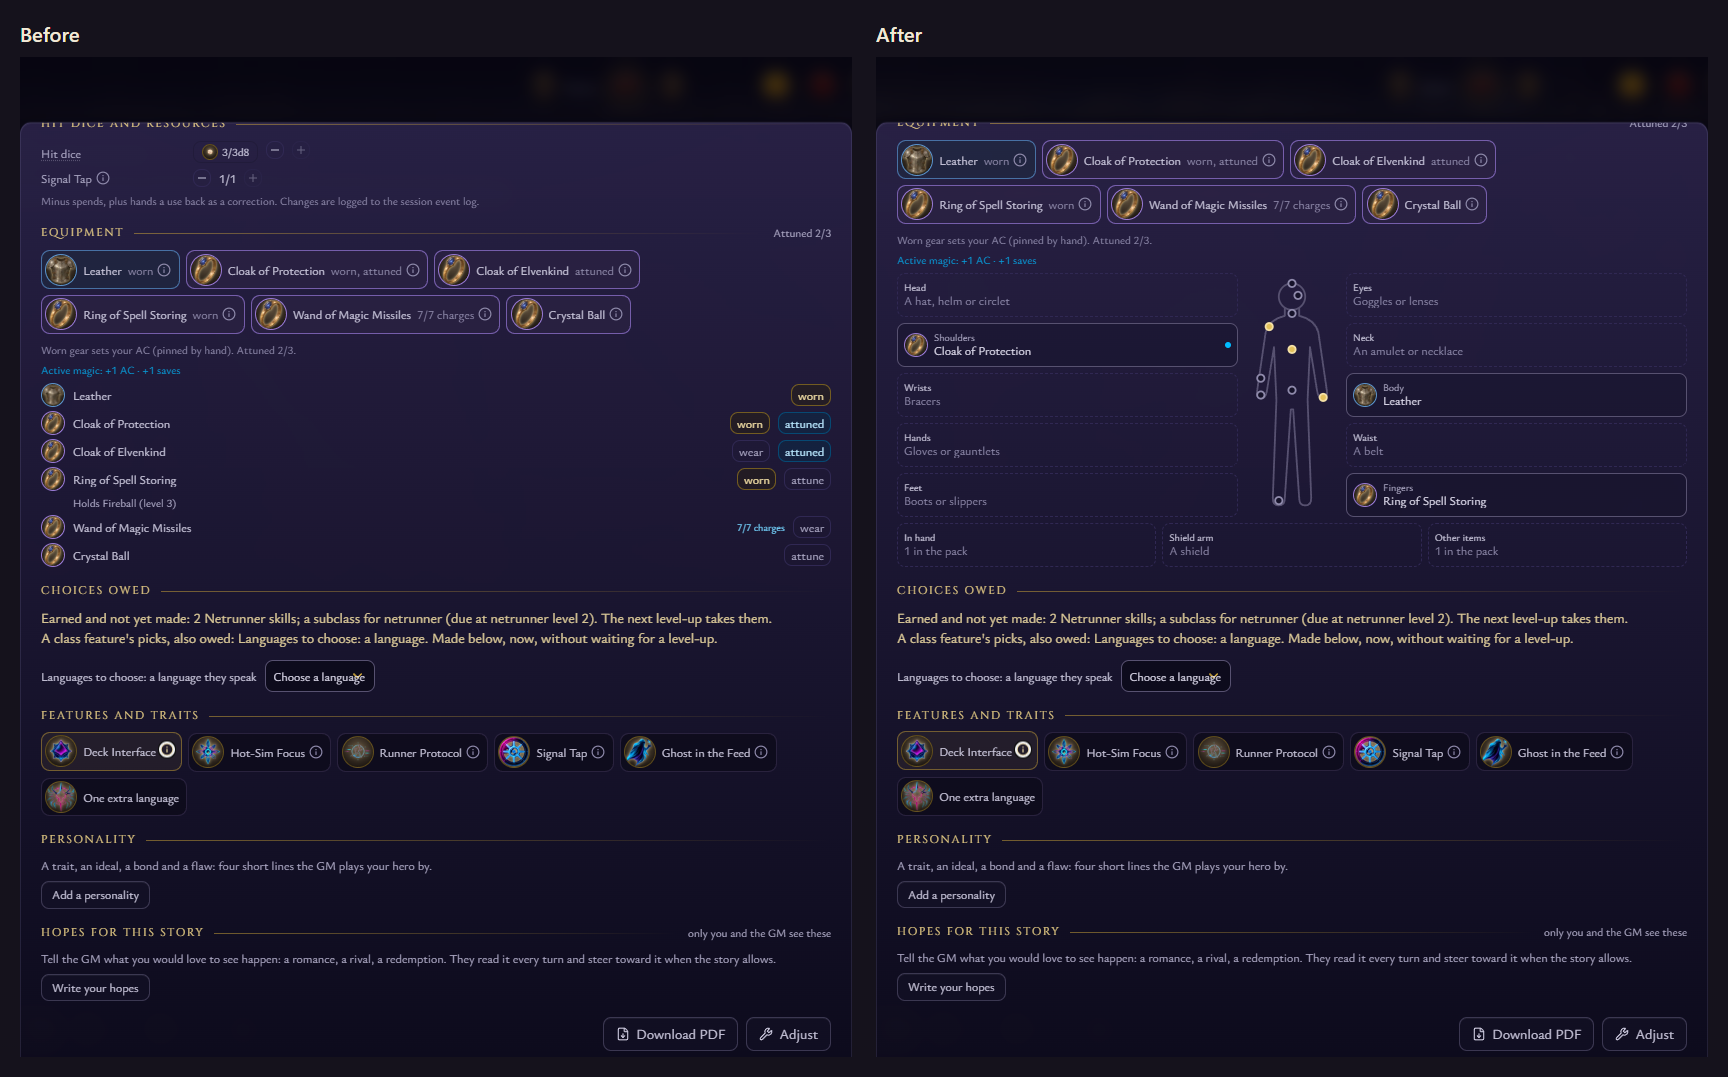 Before
HIT DICE AND RESOURCES
Hit dice 3/3d8 − +
Signal Tap − 1/1 +
Minus spends, plus hands a use back as a correction. Changes are logged to the session event log.
EQUIPMENT Attuned 2/3
Leather worn Cloak of Protection worn, attuned Cloak of Elvenkind attuned
Ring of Spell Storing worn Wand of Magic Missiles 7/7 charges Crystal Ball
Worn gear sets your AC (pinned by hand). Attuned 2/3.
Active magic: +1 AC · +1 saves
Leather worn
Cloak of Protection worn attuned
Cloak of Elvenkind wear attuned
Ring of Spell Storing worn attune
Holds Fireball (level 3)
Wand of Magic Missiles 7/7 charges wear
Crystal Ball attune
CHOICES OWED
Earned and not yet made: 2 Netrunner skills; a subclass for netrunner (due at netrunner level 2). The next level-up takes them.
A class feature's picks, also owed: Languages to choose: a language. Made below, now, without waiting for a level-up.
Languages to choose: a language they speak Choose a language
FEATURES AND TRAITS
Deck Interface Hot-Sim Focus Runner Protocol Signal Tap Ghost in the Feed
One extra language
PERSONALITY
A trait, an ideal, a bond and a flaw: four short lines the GM plays your hero by.
Add a personality
HOPES FOR THIS STORY only you and the GM see these
Tell the GM what you would love to see happen: a romance, a rival, a redemption. They read it every turn and steer toward it when the story allows.
Write your hopes
Download PDF Adjust
After
EQUIPMENT Attuned 2/3
Leather worn Cloak of Protection worn, attuned Cloak of Elvenkind attuned
Ring of Spell Storing worn Wand of Magic Missiles 7/7 charges Crystal Ball
Worn gear sets your AC (pinned by hand). Attuned 2/3.
Active magic: +1 AC · +1 saves
Head
A hat, helm or circlet
Eyes
Goggles or lenses
Shoulders
Cloak of Protection
Neck
An amulet or necklace
Wrists
Bracers
Body
Leather
Hands
Gloves or gauntlets
Waist
A belt
Feet
Boots or slippers
Fingers
Ring of Spell Storing
In hand
1 in the pack
Shield arm
A shield
Other items
1 in the pack
CHOICES OWED
Earned and not yet made: 2 Netrunner skills; a subclass for netrunner (due at netrunner level 2). The next level-up takes them.
A class feature's picks, also owed: Languages to choose: a language. Made below, now, without waiting for a level-up.
Languages to choose: a language they speak Choose a language
FEATURES AND TRAITS
Deck Interface Hot-Sim Focus Runner Protocol Signal Tap Ghost in the Feed
One extra language
PERSONALITY
A trait, an ideal, a bond and a flaw: four short lines the GM plays your hero by.
Add a personality
HOPES FOR THIS STORY only you and the GM see these
Tell the GM what you would love to see happen: a romance, a rival, a redemption. They read it every turn and steer toward it when the story allows.
Write your hopes
Download PDF Adjust